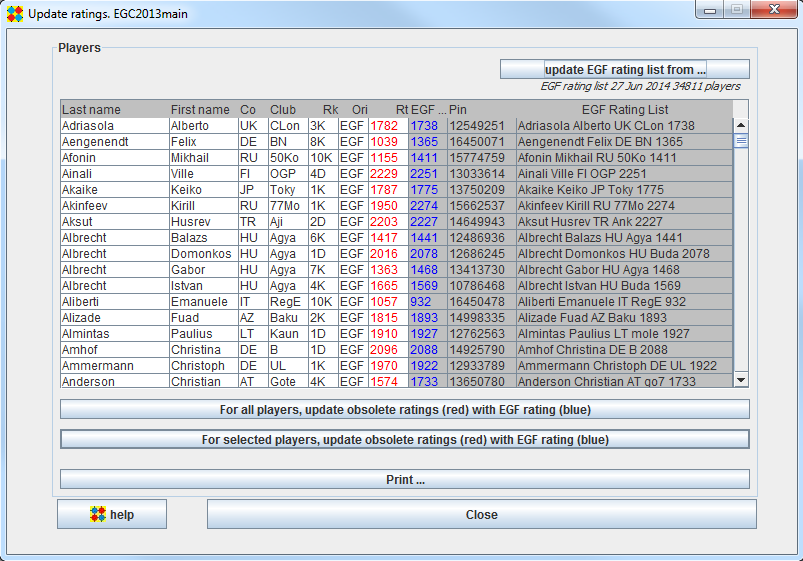 Update ratings. EGC2013main
Players
update EGF rating list from ...
EGF rating list 27 Jun 2014 34811 players
Last name First name Co Club Rk Ori Rt EGF ... Pin EGF Rating List
Adriasola Alberto UK CLon 3K EGF 1782 1738 12549251 Adriasola Alberto UK CLon 1738
Aengenendt Felix DE BN 8K EGF 1039 1365 16450071 Aengenendt Felix DE BN 1365
Afonin Mikhail RU 50Ko 10K EGF 1155 1411 15774759 Afonin Mikhail RU 50Ko 1411
Ainali Ville FI OGP 4D EGF 2229 2251 13033614 Ainali Ville FI OGP 2251
Akaike Keiko JP Toky 1K EGF 1787 1775 13750209 Akaike Keiko JP Toky 1775
Akinfeev Kirill RU 77Mo 1K EGF 1950 2274 15662537 Akinfeev Kirill RU 77Mo 2274
Aksut Husrev TR Aji 2D EGF 2203 2227 14649943 Aksut Husrev TR Ank 2227
Albrecht Balazs HU Agya 6K EGF 1417 1441 12486936 Albrecht Balazs HU Agya 1441
Albrecht Domonkos HU Agya 1D EGF 2016 2078 12686245 Albrecht Domonkos HU Buda 2078
Albrecht Gabor HU Agya 7K EGF 1363 1468 13413730 Albrecht Gabor HU Agya 1468
Albrecht Istvan HU Agya 4K EGF 1665 1569 10786468 Albrecht Istvan HU Buda 1569
Aliberti Emanuele IT RegE 10K EGF 1057 932 16450478 Aliberti Emanuele IT RegE 932
Alizade Fuad AZ Baku 2K EGF 1815 1893 14998335 Alizade Fuad AZ Baku 1893
Almintas Paulius LT Kaun 1D EGF 1910 1927 12762563 Almintas Paulius LT mole 1927
Amhof Christina DE B 1D EGF 2096 2088 14925790 Amhof Christina DE B 2088
Ammermann Christoph DE UL 1K EGF 1970 1922 12933789 Ammermann Christoph DE UL 1922
Anderson Christian AT Gote 4K EGF 1574 1733 13650780 Anderson Christian AT go7 1733
For all players, update obsolete ratings (red) with EGF rating (blue)
For selected players, update obsolete ratings (red) with EGF rating (blue)
Print ...
help Close